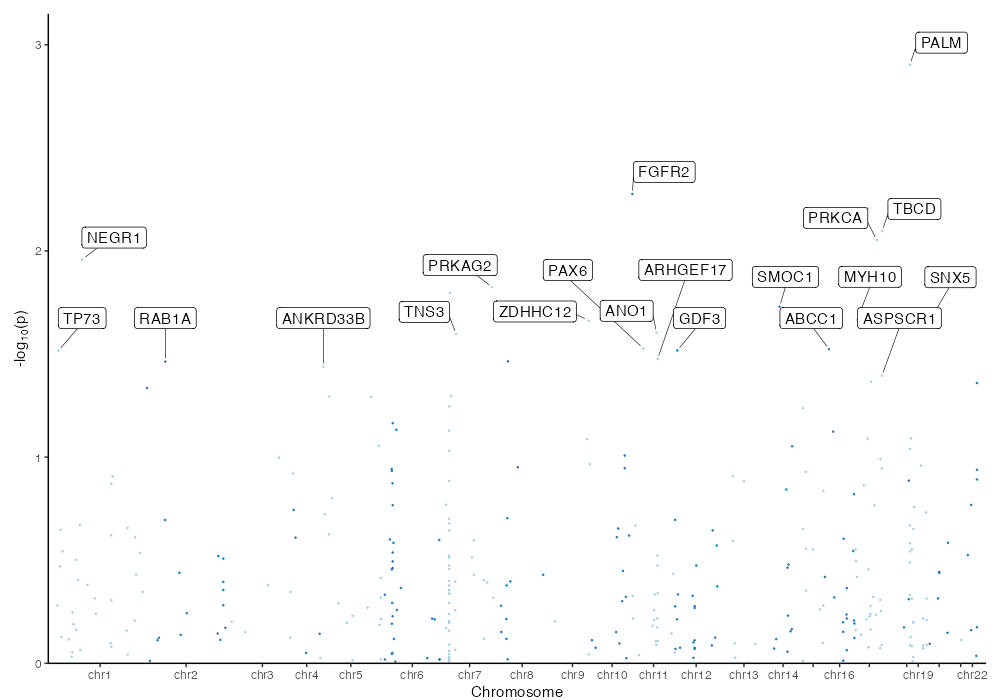 3
PALM
FGFR2
TBCD
PRKCA
NEGR1
2
PRKAG2
PAX6
ARHGEF17
SMOC1
MYH10
SNX5
TNS3
ZDHHC12
ANO1
TP73
RAB1A
ANKRD33B
GDF3
ABCC1
ASPSCR1
-log10(p)
1
0
chr1 chr2 chr3 chr4 chr5 chr6 chr7 chr8 chr9 chr10 chr11 chr12 chr13 chr14 chr16 chr19 chr22
Chromosome